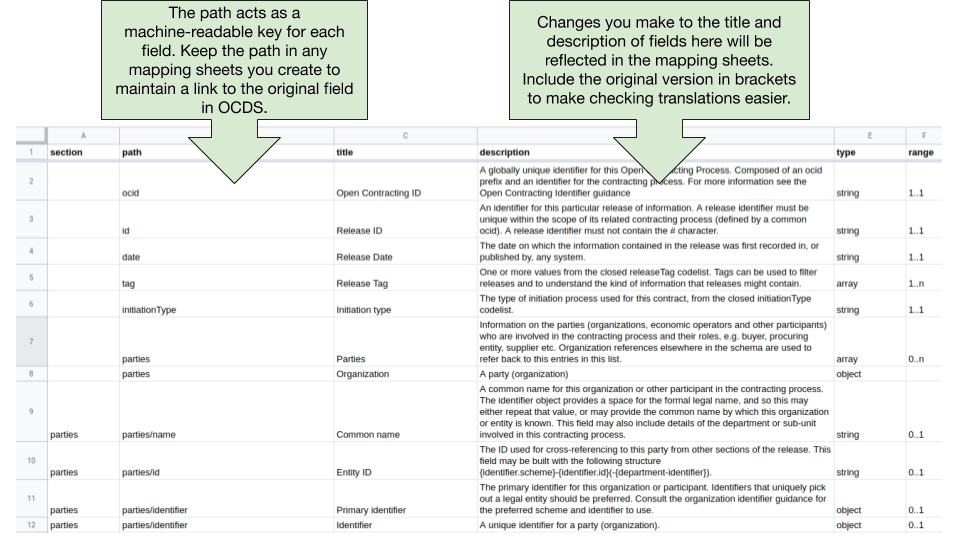 The path acts as a
machine-readable key for each
field. Keep the path in any
mapping sheets you create to
maintain a link to the original field
in OCDS.
Changes you make to the title and
description of fields here will be
reflected in the mapping sheets.
Include the original version in brackets
to make checking translations easier.
A C E F
1 section path title description type range
A globally unique identifier for this Open cting Process. Composed of an ocid
prefix and an identifier for the contracting process. For more information see the
2 ocid Open Contracting ID Open Contracting Identifier guidance string 1..1
An identifier for this particular release of information. A release identifier must be
unique within the scope of its related contracting process (defined by a common
3 id Release ID ocid). A release identifier must not contain the # character. string 1..1
The date on which the information contained in the release was first recorded in, or
4 date Release Date published by, any system. string 1..1
One or more values from the closed releaseTag codelist. Tags can be used to filter
5 tag Release Tag releases and to understand the kind of information that releases might contain. array 1..n
The type of initiation process used for this contract, from the closed initiationType
6 initiationType Initiation type codelist. string 1..1
Information on the parties (organizations, economic operators and other participants)
who are involved in the contracting process and their roles, e.g. buyer, procuring
entity, supplier etc. Organization references elsewhere in the schema are used to
7 parties Parties refer back to this entries in this list. array 0..n
8 parties Organization A party (organization) object
A common name for this organization or other participant in the contracting process.
The identifier object provides a space for the formal legal name, and so this may
either repeat that value, or may provide the common name by which this organization
or entity is known. This field may also include details of the department or sub-unit
9 parties parties/name Common name involved in this contracting process. string 0..1
The ID used for cross-referencing to this party from other sections of the release. This
field may be built with the following structure
10 parties parties/id Entity ID {identifier.scheme}-{identifier.id}(-{department-identifier}). string 0..1
The primary identifier for this organization or participant. Identifiers that uniquely pick
out a legal entity should be preferred. Consult the organization identifier guidance for
11 parties parties/identifier Primary identifier the preferred scheme and identifier to use. object 0..1
12 parties parties/identifier Identifier A unique identifier for a party (organization). object 0..1